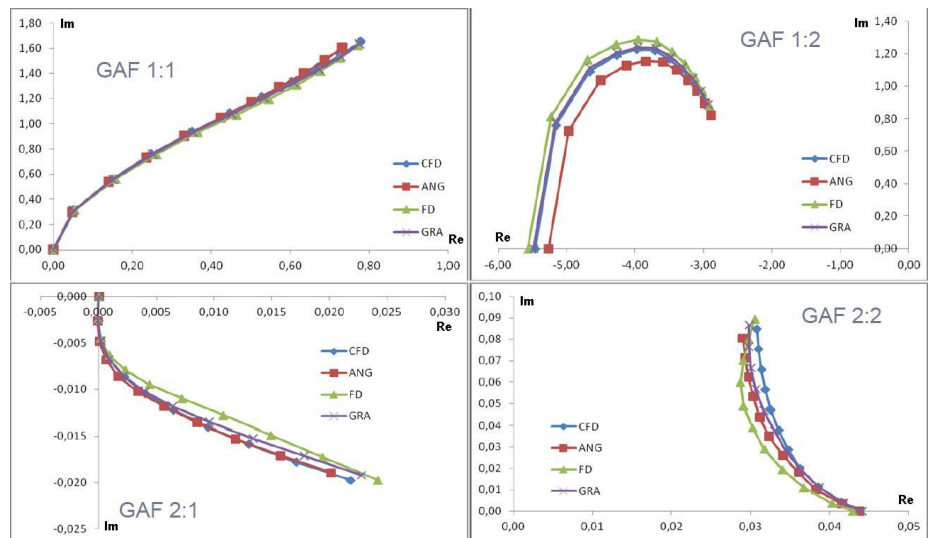 Im
1,80
1,60
1,40
1,20
1,00
0,80
0,60
0,40
0,20
0,00
GAF 1:1
CFD
ANG
FD
GRA
Re
0,00 0,20 0,40 0,60 0,80 1,00
Im
1,40
1,20
1,00
0,80
0,60
0,40
0,20
0,00
GAF 1:2
CFD
ANG
FD
GRA
Re
-6,00 -5,00 -4,00 -3,00 -2,00 -1,00 0,00
-0,005 0,000 0,005 0,010 0,015 0,020 0,025 0,030
Re
0,000
-0,005
-0,010
-0,015
-0,020
-0,025
CFD
ANG
FD
GRA
GAF 2:1
Im
0,10
0,09
0,08
0,07
0,06
0,05
0,04
0,03
0,02
0,01
0,00
Im
GAF 2:2
CFD
ANG
FD
GRA
Re
0,00 0,01 0,02 0,03 0,04 0,05